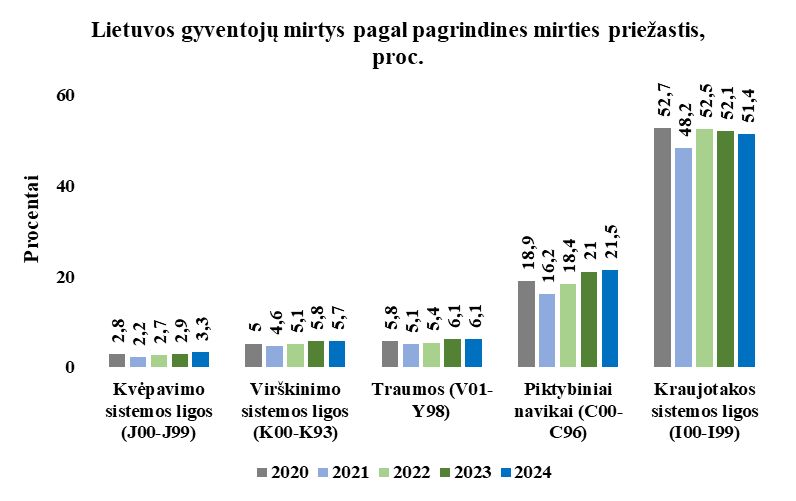 Lietuvos gyventojų mirtys pagal pagrindines mirties priežastis,
proc.
Procentai
60
40
20
0
2,8
2,2
2,7
2,9
3,3
5
4,6
5,1
5,8
5,7
5,8
5,1
5,4
6,1
6,1
18,9
16,2
18,4
21
21,5
52,7
48,2
52,5
52,1
51,4
Kvėpavimo
sistemos ligos
(J00-J99)
Virškinimo
sistemos ligos
(K00-K93)
Traumos (V01-
Y98)
Piktybiniai
navikai (C00-
C96)
Kraujotakos
sistemos ligos
(I00-I99)
2020 2021 2022 2023 2024